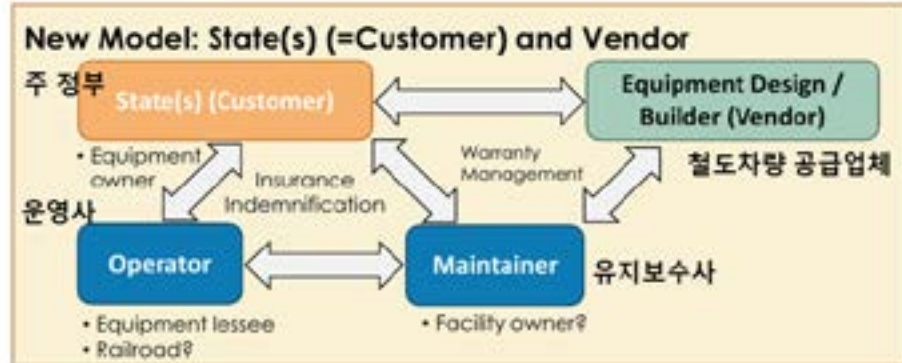 New Model: State(s) (=Customer) and Vendor
주 정부
State(s) (Customer)
Equipment Design /
Builder (Vendor)
• Equipment
owner
Insurance
Indemnification
Warranty
Management
철도차량 공급업체
운영사
Operator
Maintainer
유지보수사
• Equipment lessee
• Railroad?
• Facility owner?